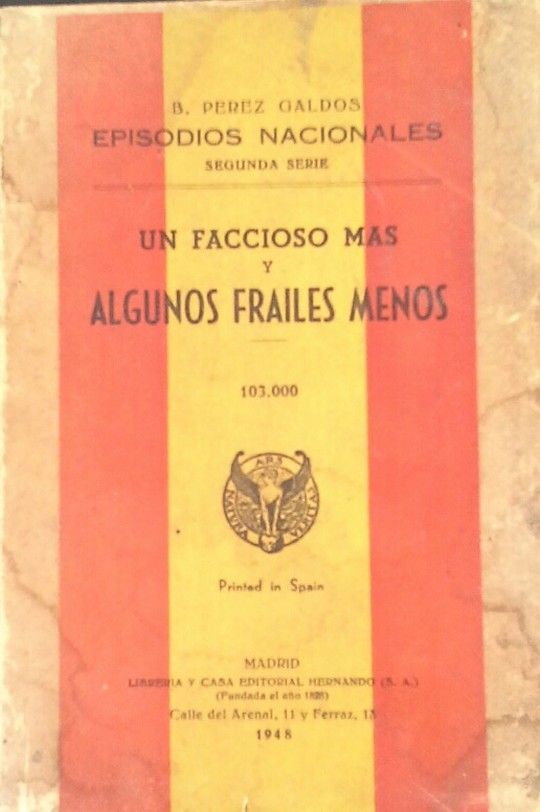 B. PEREZ GALDOS
EPISODIOS NACIONALES
SEGUNDA SERIE
UN FACCIOSO MAS
Y
ALGUNOS FRAILES MENOS
103.000
ARS
NATURA
VERITAS
Printed in Spain
MADRID
LIBRERIA Y CASA EDITORIAL HERNANDO (S. A.)
(Fundada el año 1828)
Calle del Arenal, 11 y Ferraz, 13
1948